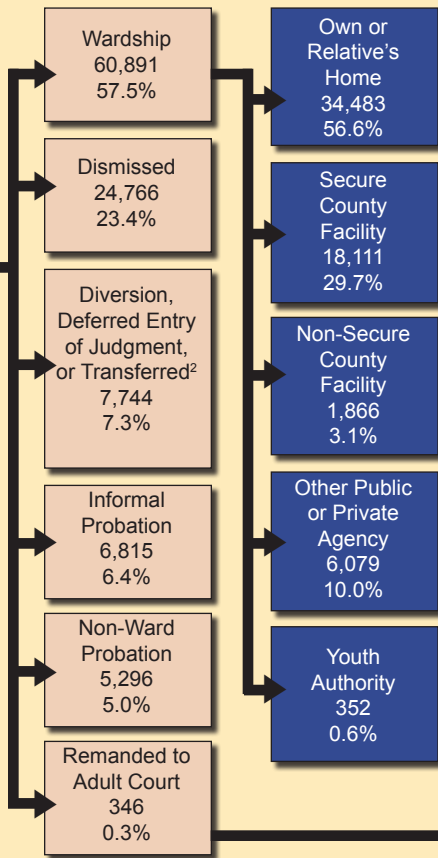 Wardship
60,891
57.5%
Dismissed
24,766
23.4%
Diversion,
Deferred Entry
of Judgment,
or Transferred²
7,744
7.3%
Informal
Probation
6,815
6.4%
Non-Ward
Probation
5,296
5.0%
Remanded to
Adult Court
346
0.3%
Own or
Relative's
Home
34,483
56.6%
Secure
County
Facility
18,111
29.7%
Non-Secure
County
Facility
1,866
3.1%
Other Public
or Private
Agency
6,079
10.0%
Youth
Authority
352
0.6%